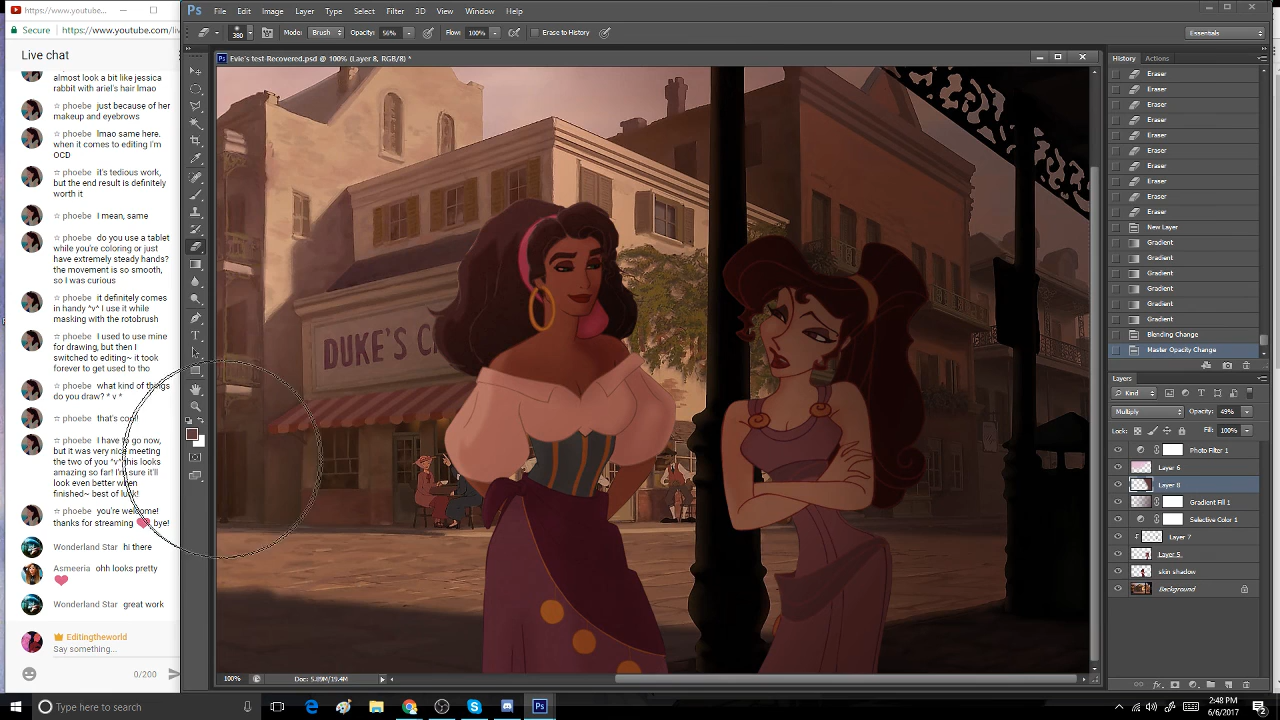 https://www.youtube...
Secure https://www.youtube.com/liv
Live chat
almost look a bit like jessica
rabbit with ariel's hair lmao
☆ phoebe just because of her
makeup and eyebrows
☆ phoebe lmao same here.
when it comes to editing I'm
OCD
☆ phoebe it's tedious work,
but the end result is definitely
worth it
☆ phoebe I mean, same
☆ phoebe do you use a tablet
while you're coloring or just
have extremely steady hands?
the movement is so smooth,
so I was curious
☆ phoebe it definitely comes
in handy ^v^ I use it while
masking with the rotobrush
☆ phoebe I used to use mine
for drawing, but then I
switched to editing~ it took
forever to get used to tho
☆ phoebe what kind of things
do you draw? * v *
☆ phoebe that's cool!
☆ phoebe I have to go now,
but it was very nice meeting
the two of you ^v^ this looks
amazing so far! I'm sure it'll
look even better when
finished~ best of luck!
☆ phoebe you're welcome!
thanks for streaming ❤ bye!
Wonderland Star hi there
Asmeeria ohh looks pretty
❤
Wonderland Star great work
Editingtheworld
Say something...
0/200
Ps File Edit Image Layer Type Select Filter 3D View Window Help
380 Mode: Brush Opacity: 56% Flow: 100% Erase to History Essentials
Evie's test Recovered.psd @ 100% (Layer 8, RGB/8) *
DUKE'S C
100% Doc: 5.89M/19.4M
History Actions
Eraser
Eraser
Eraser
Eraser
Eraser
Eraser
Eraser
Eraser
Eraser
Eraser
New Layer
Gradient
Gradient
Gradient
Gradient
Gradient
Gradient
Blending Change
Master Opacity Change
Layers
Kind
Multiply Opacity: 49%
Lock: Fill: 100%
Photo Filter 1
Layer 6
Layer 8
Gradient Fill 1
Selective Color 1
Layer 7
Layer 5
skin shadow
Background
Type here to search
2:48 PM
6/6/2017